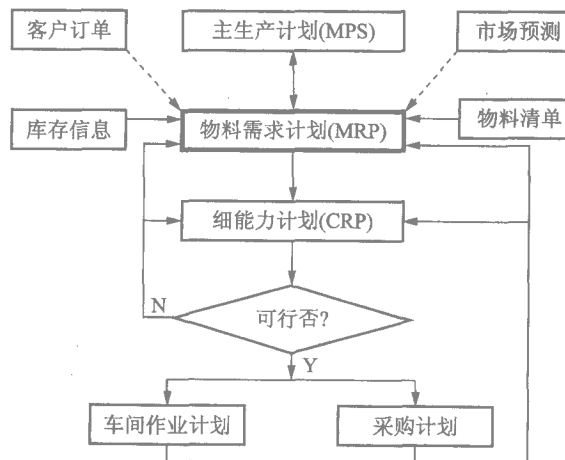 客户订单
主生产计划(MPS)
市场预测
库存信息
物料需求计划(MRP)
物料清单
细能力计划(CRP)
N
可行否?
Y
车间作业计划
采购计划